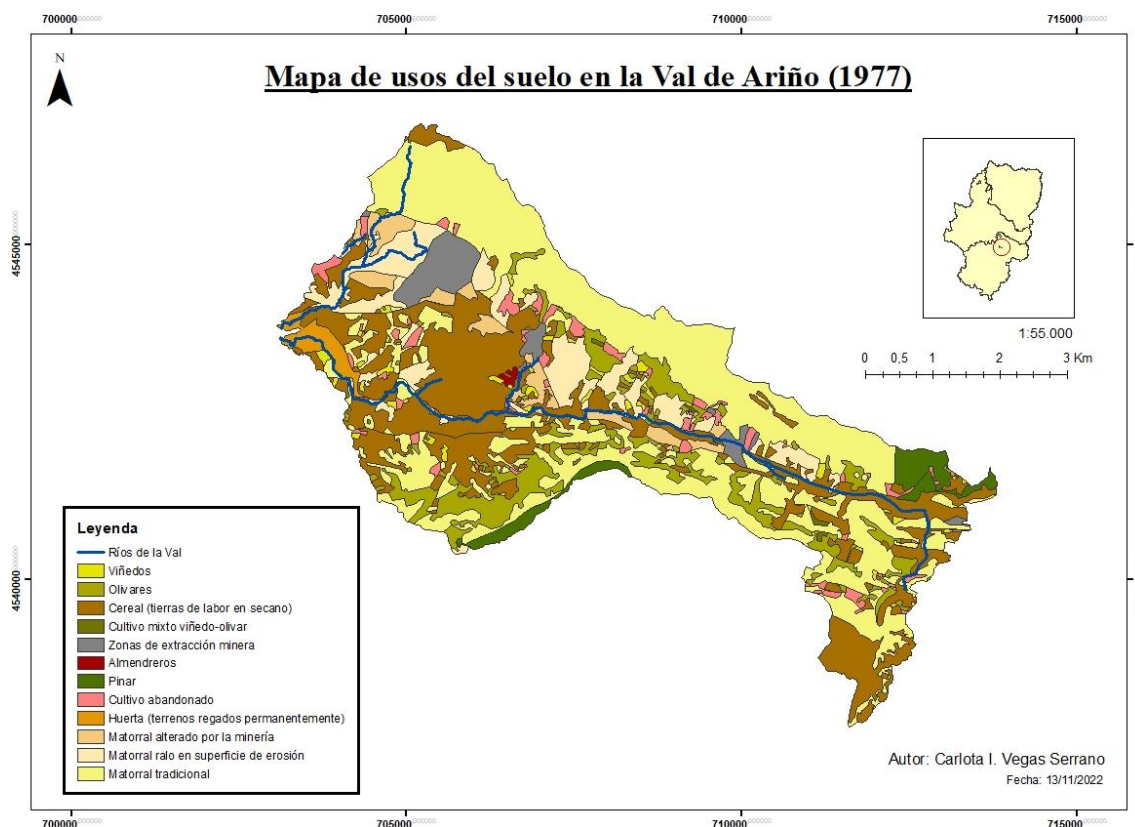 700000
705000
710000
715000
Mapa de usos del suelo en la Val de Ariño (1977)
N
4545000
4540000
1:55.000
0 0,5 1 2 3 Km
Leyenda
Ríos de la Val
Viñedos
Olivares
Cereal (tierras de labor en secano)
Cultivo mixto viñedo-olivar
Zonas de extracción minera
Almendreros
Pinar
Cultivo abandonado
Huerta (terrenos regados permanentemente)
Matorral alterado por la minería
Matorral ralo en superficie de erosión
Matorral tradicional
Autor: Carlota I. Vegas Serrano
Fecha: 13/11/2022
4545000
4540000
700000
705000
710000
715000